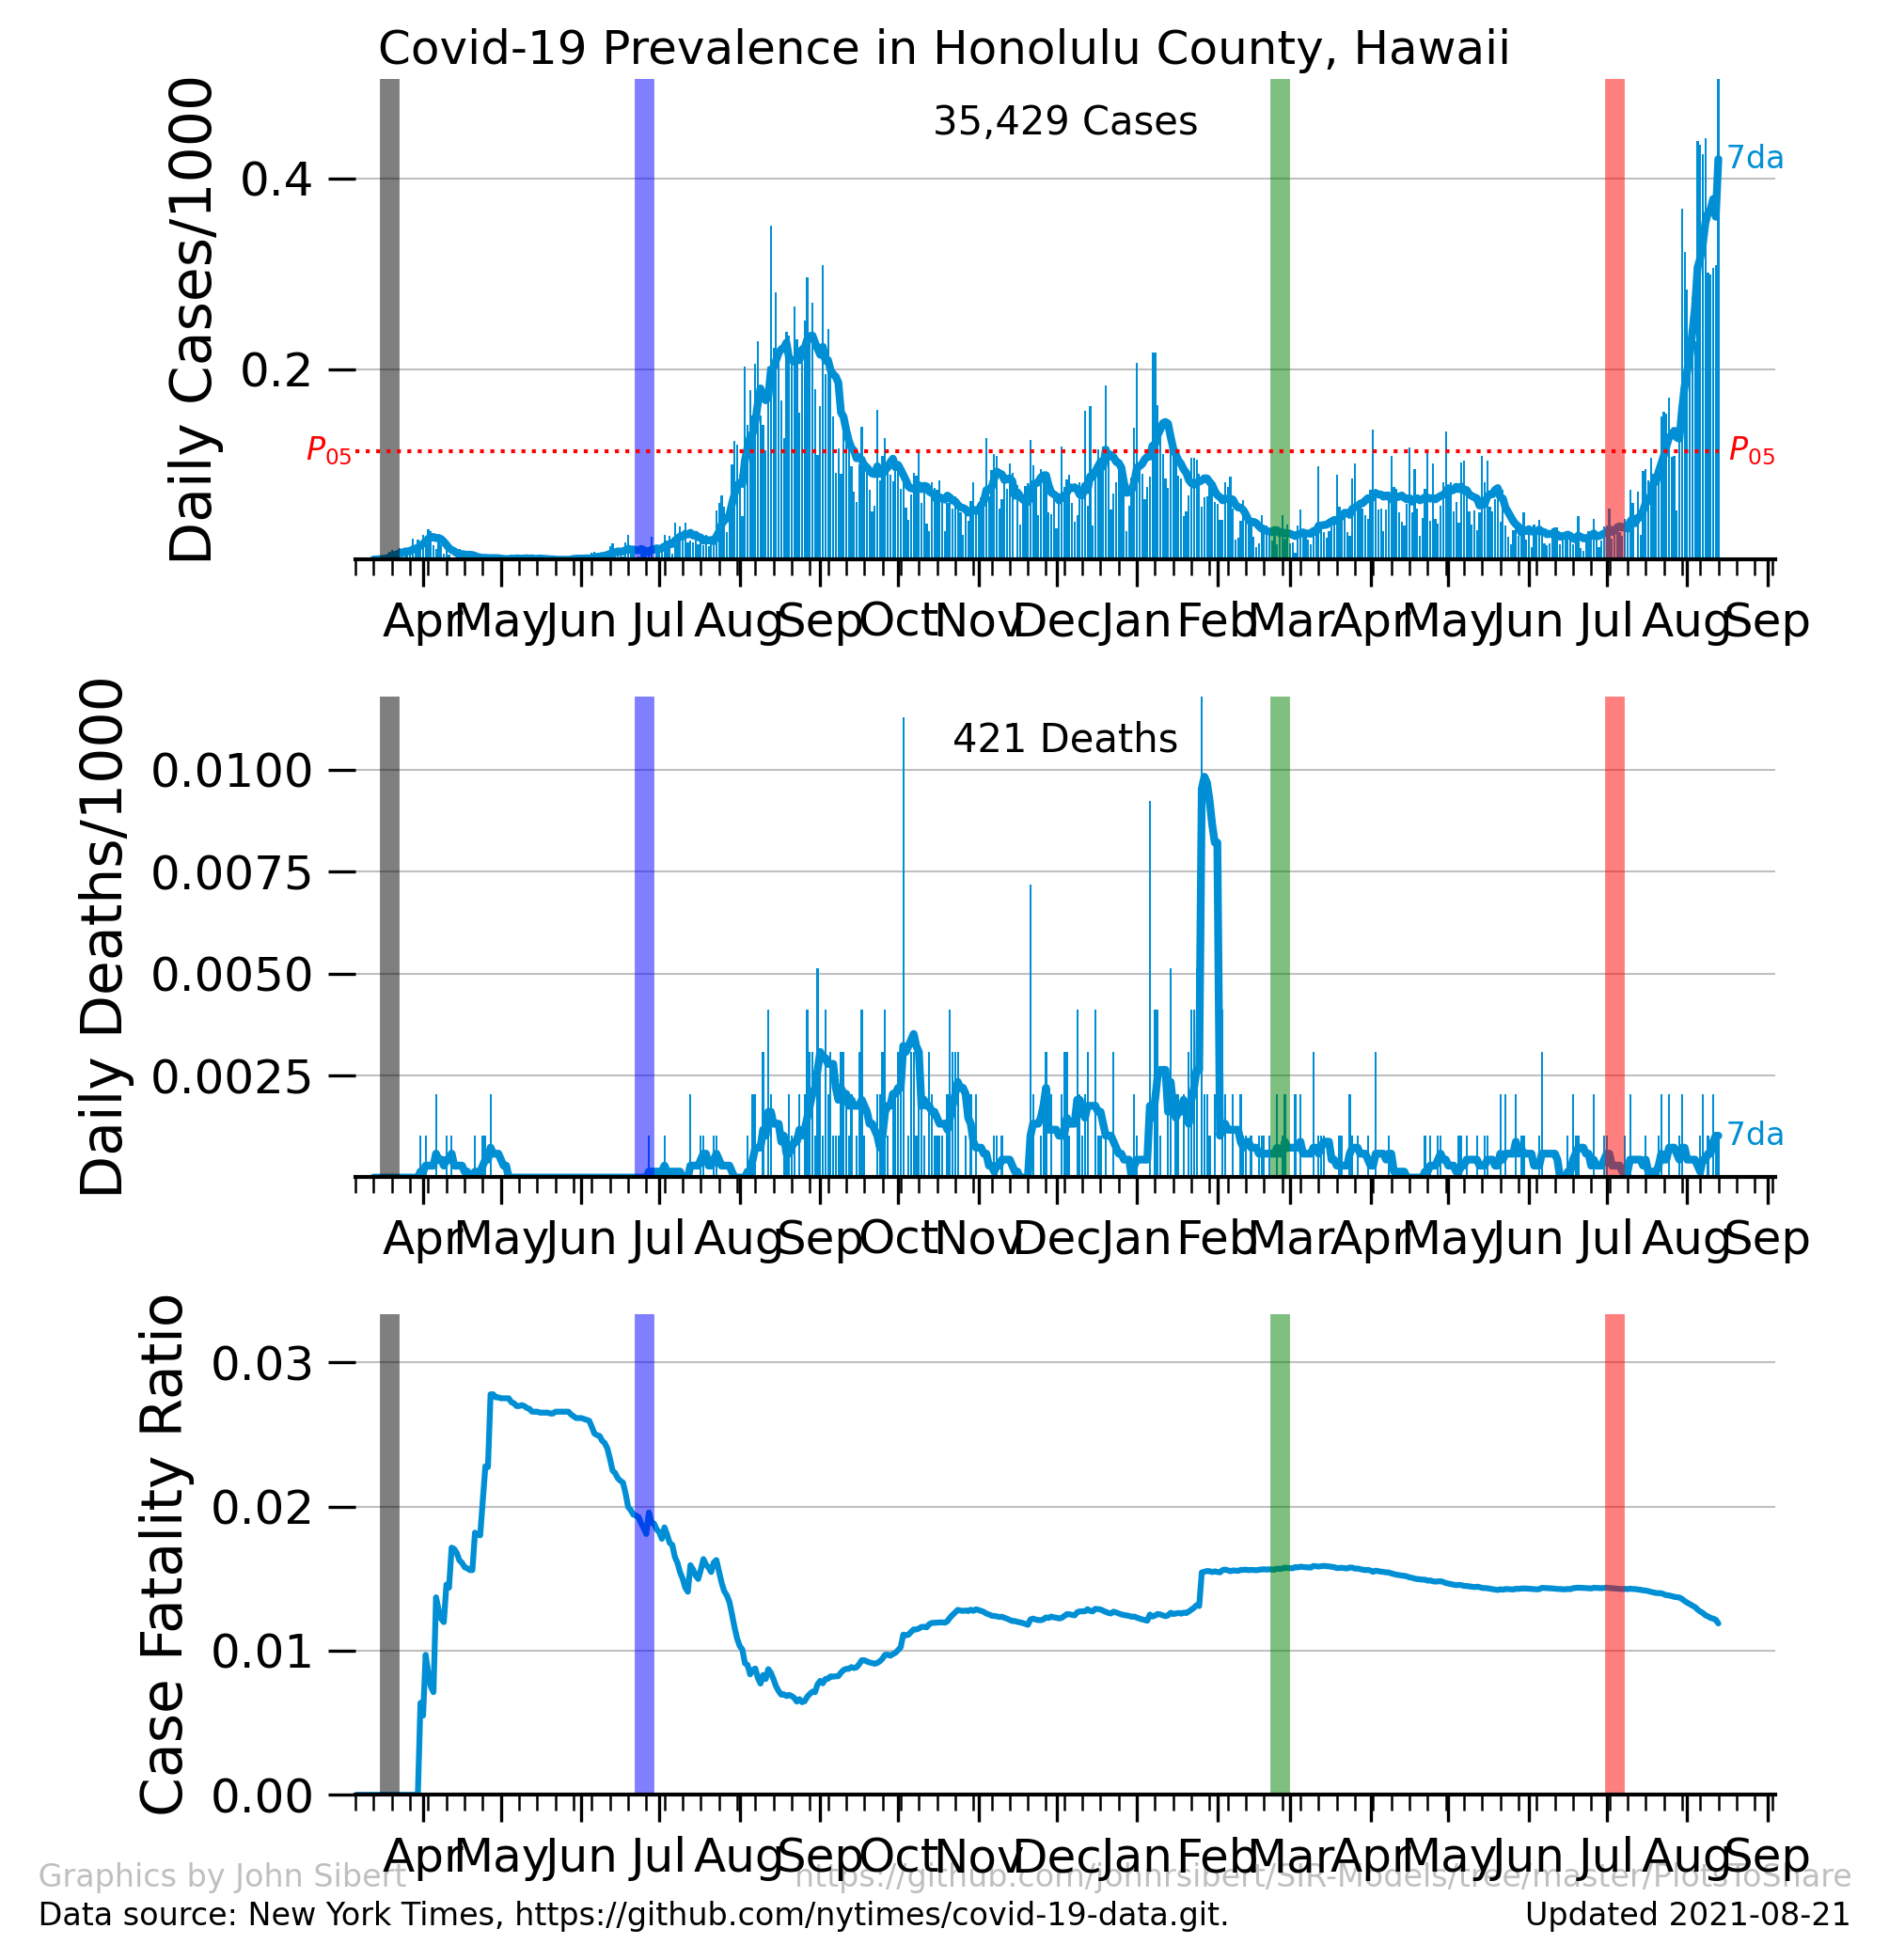 Covid-19 Prevalence in Honolulu County, Hawaii
Daily Cases/1000
35,429 Cases
0.4
0.2
7da
P05
P05
Apr May Jun Jul Aug Sep Oct Nov Dec Jan Feb Mar Apr May Jun Jul Aug Sep
Daily Deaths/1000
421 Deaths
0.0100
0.0075
0.0050
0.0025
7da
Apr May Jun Jul Aug Sep Oct Nov Dec Jan Feb Mar Apr May Jun Jul Aug Sep
Case Fatality Ratio
0.03
0.02
0.01
0.00
Apr May Jun Jul Aug Sep Oct Nov Dec Jan Feb Mar Apr May Jun Jul Aug Sep
Graphics by John Sibert
https://github.com/johnrsibert/SIR-Models/tree/master/PlotsToShare
Data source: New York Times, https://github.com/nytimes/covid-19-data.git.
Updated 2021-08-21